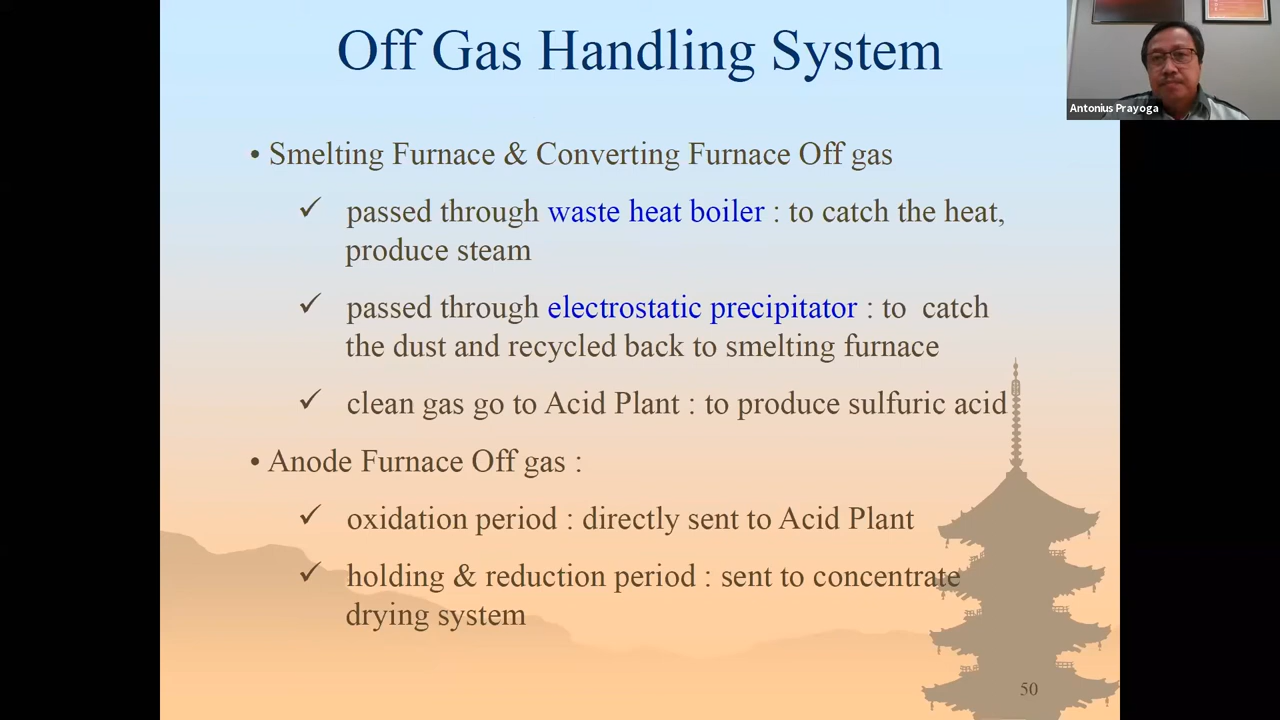 Off Gas Handling System
Antonius Prayoga
• Smelting Furnace & Converting Furnace Off gas
✓ passed through waste heat boiler : to catch the heat,
produce steam
✓ passed through electrostatic precipitator : to catch
the dust and recycled back to smelting furnace
✓ clean gas go to Acid Plant : to produce sulfuric acid
• Anode Furnace Off gas :
✓ oxidation period : directly sent to Acid Plant
✓ holding & reduction period : sent to concentrate
drying system
50